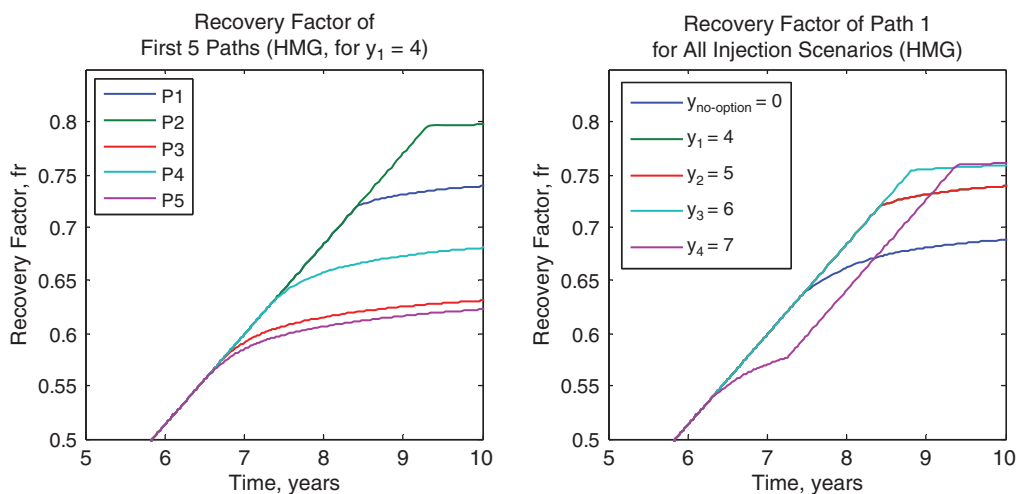 Recovery Factor of
First 5 Paths (HMG, for y₁ = 4)
Recovery Factor, fr
0.8
0.75
0.7
0.65
0.6
0.55
0.5
P1
P2
P3
P4
P5
5 6 7 8 9 10
Time, years
Recovery Factor of Path 1
for All Injection Scenarios (HMG)
Recovery Factor, fr
0.8
0.75
0.7
0.65
0.6
0.55
0.5
y_no-option = 0
y₁ = 4
y₂ = 5
y₃ = 6
y₄ = 7
5 6 7 8 9 10
Time, years